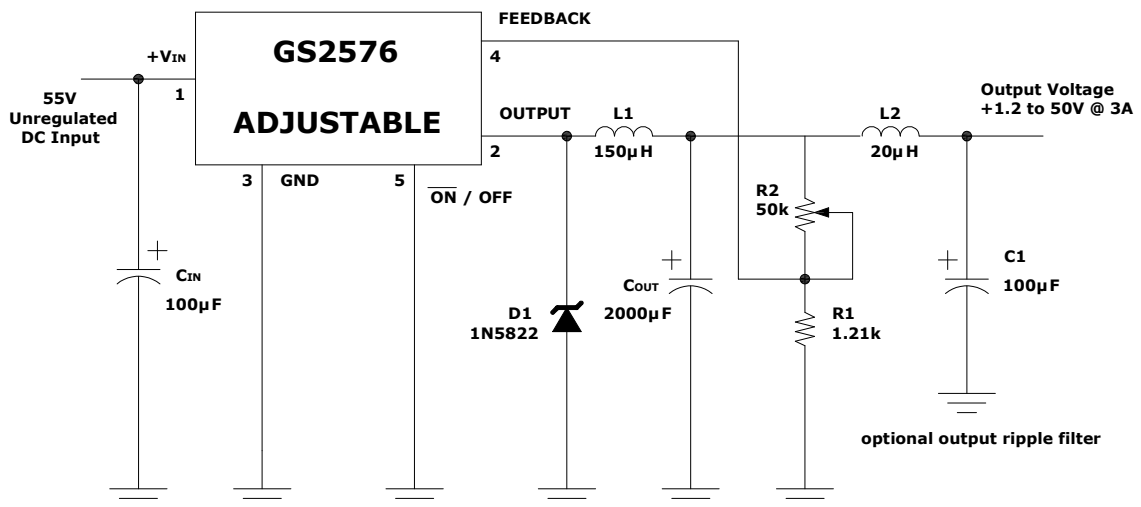 FEEDBACK
+VIN
GS2576
4
1
55V
Unregulated
DC Input
ADJUSTABLE
OUTPUT
L1
L2
Output Voltage
+1.2 to 50V @ 3A
2
150µH
20µH
3
GND
5
ON / OFF
R2
50k
CIN
100µF
COUT
2000µF
D1
1N5822
R1
1.21k
C1
100µF
optional output ripple filter